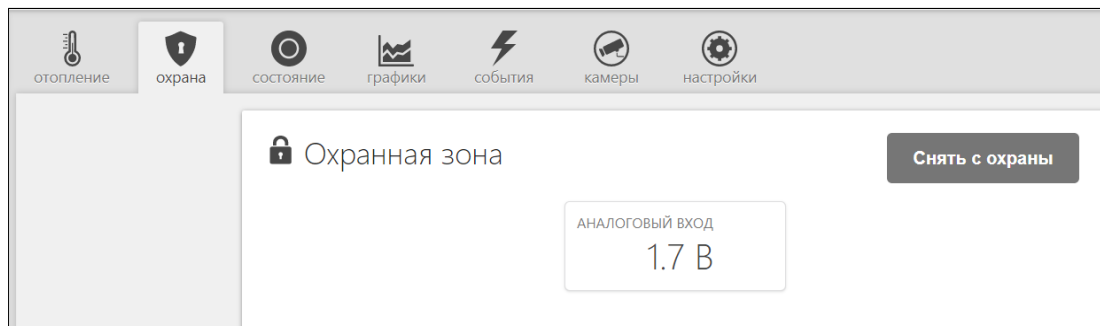 отопление охрана состояние графики события камеры настройки
Охранная зона
Снять с охраны
АНАЛОГОВЫЙ ВХОД
1.7 В